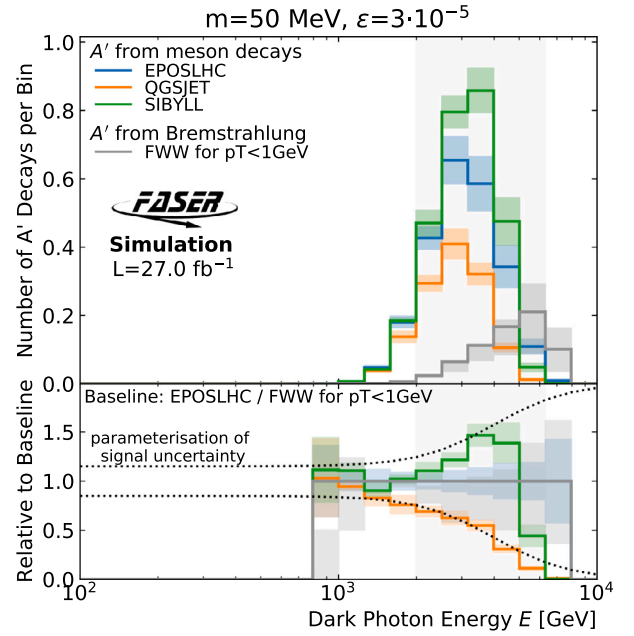 m=50 MeV, ε=3·10⁻⁵
Number of A' Decays per Bin
1.0
0.8
0.6
0.4
0.2
0.0
A′ from meson decays
EPOSLHC
QGSJET
SIBYLL
A′ from Bremstrahlung
FWW for pT<1GeV
FASER
Simulation
L=27.0 fb⁻¹
Relative to Baseline
1.5
1.0
0.5
0.0
Baseline: EPOSLHC / FWW for pT<1GeV
parameterisation of
signal uncertainty
10²
10³
10⁴
Dark Photon Energy E [GeV]